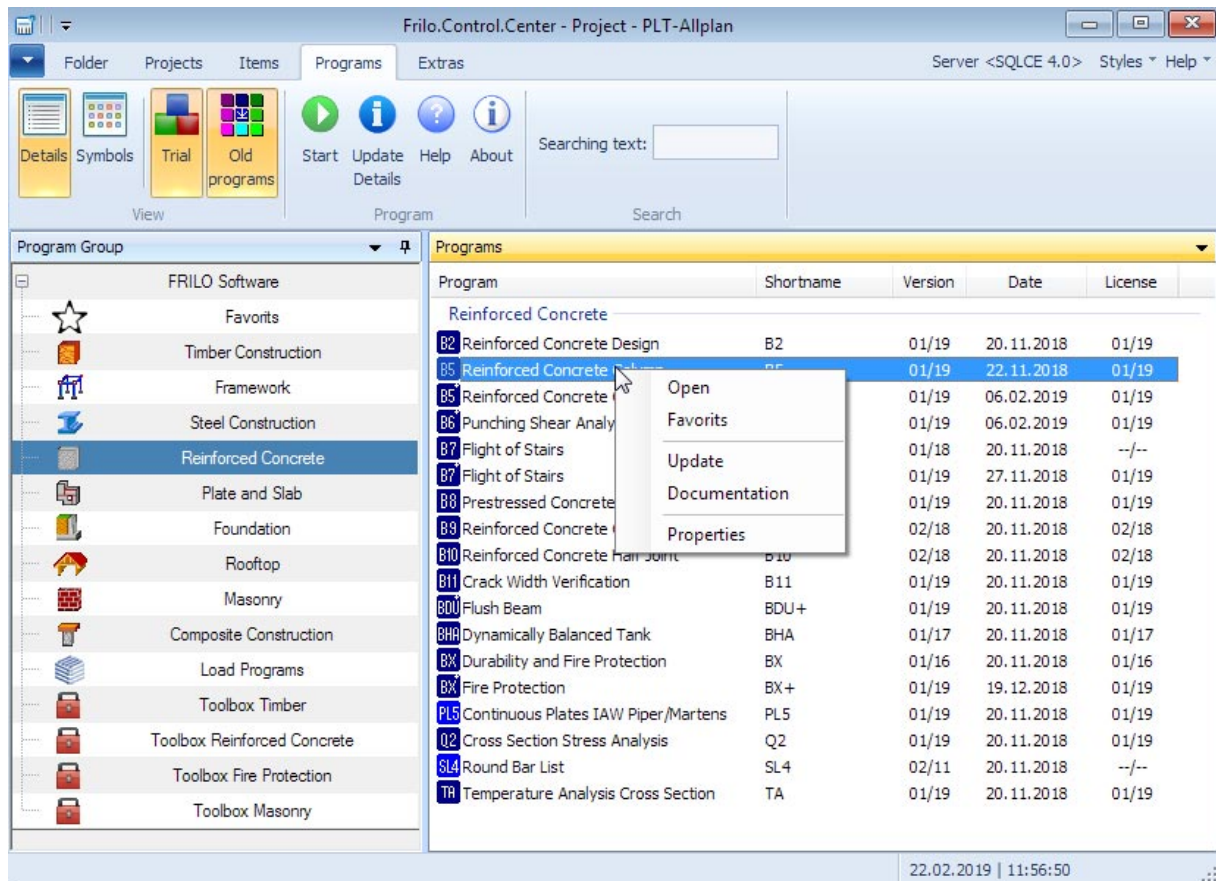 Frilo.Control.Center - Project - PLT-Allplan
Folder Projects Items Programs Extras Server <SQLCE 4.0> Styles Help
Details Symbols Trial Old programs Start Update Details Help About Searching text:
View Program Search
Program Group
FRILO Software
Favorits
Timber Construction
Framework
Steel Construction
Reinforced Concrete
Plate and Slab
Foundation
Rooftop
Masonry
Composite Construction
Load Programs
Toolbox Timber
Toolbox Reinforced Concrete
Toolbox Fire Protection
Toolbox Masonry
Programs
Program Shortname Version Date License
Reinforced Concrete
B2 Reinforced Concrete Design B2 01/19 20.11.2018 01/19
B5 Reinforced Concrete 01/19 22.11.2018 01/19
B5+ Reinforced Concrete 01/19 06.02.2019 01/19
B6+ Punching Shear Analy 01/19 06.02.2019 01/19
B7 Flight of Stairs 01/18 20.11.2018 --/--
B7+ Flight of Stairs 01/19 27.11.2018 01/19
B8 Prestressed Concrete 01/19 20.11.2018 01/19
B9 Reinforced Concrete 02/18 20.11.2018 02/18
B10 Reinforced Concrete Half Joint B10 02/18 20.11.2018 02/18
B11 Crack Width Verification B11 01/19 20.11.2018 01/19
BDU Flush Beam BDU+ 01/19 20.11.2018 01/19
BHA Dynamically Balanced Tank BHA 01/17 20.11.2018 01/17
BX Durability and Fire Protection BX 01/16 20.11.2018 01/16
BX+ Fire Protection BX+ 01/19 19.12.2018 01/19
PL5 Continuous Plates IAW Piper/Martens PL5 01/19 20.11.2018 01/19
Q2 Cross Section Stress Analysis Q2 01/19 20.11.2018 01/19
SL4 Round Bar List SL4 02/11 20.11.2018 --/--
TA Temperature Analysis Cross Section TA 01/19 20.11.2018 01/19
Open
Favorits
Update
Documentation
Properties
22.02.2019 | 11:56:50